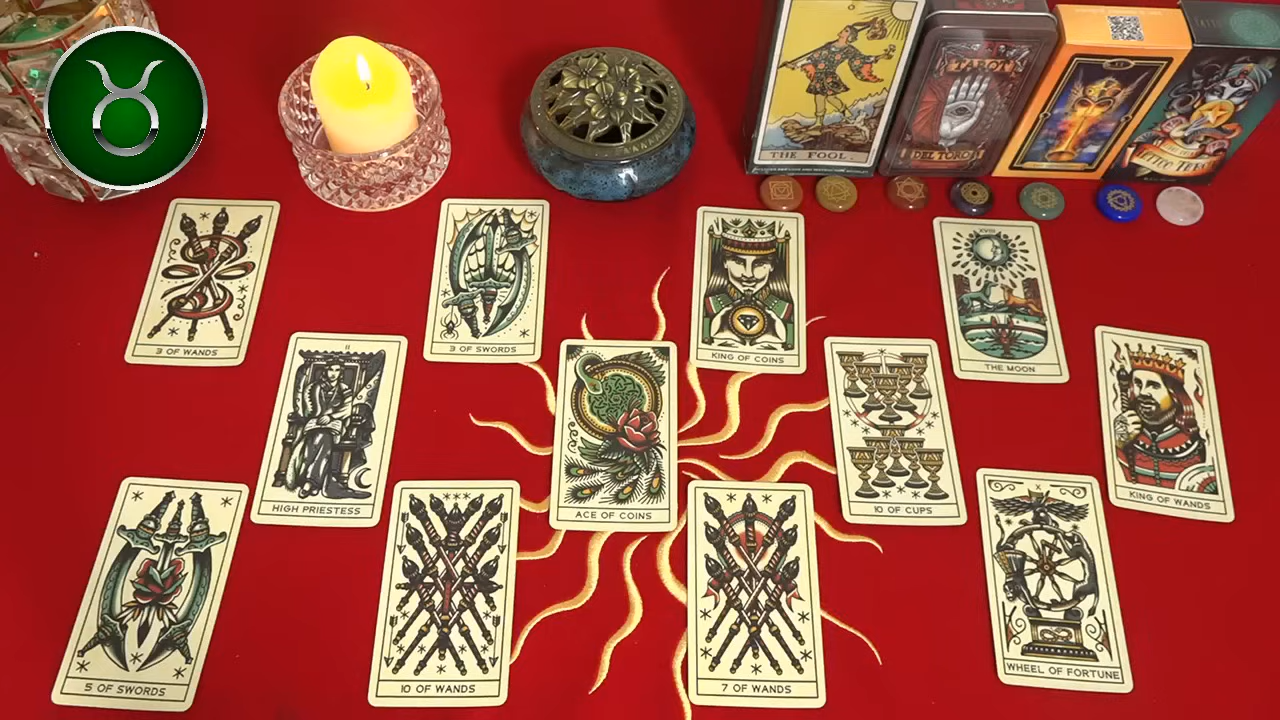 THE FOOL.
TAROT
DEL TORO
3 OF WANDS
3 OF SWORDS
KING OF COINS
XVIII
THE MOON
II
HIGH PRIESTESS
ACE OF COINS
10 OF CUPS
KING OF WANDS
5 OF SWORDS
10 OF WANDS
7 OF WANDS
X
WHEEL OF FORTUNE